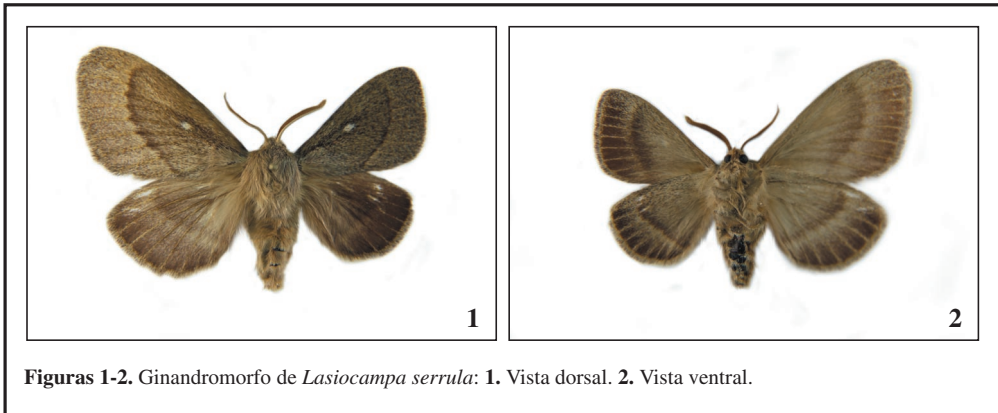 1
2
Figuras 1-2. Ginandromorfo de Lasiocampa serrula: 1. Vista dorsal. 2. Vista ventral.